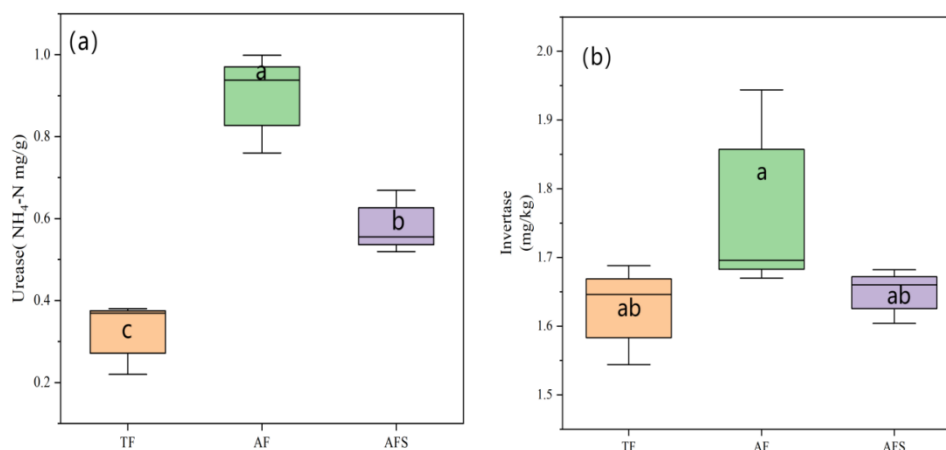 (a)
Urease( NH₄-N mg/g)
1.0
0.8
0.6
0.4
0.2
a
b
c
TF
AF
AFS
(b)
Invertase
(mg/kg)
2.0
1.9
1.8
1.7
1.6
1.5
a
ab
ab
TF
AF
AFS